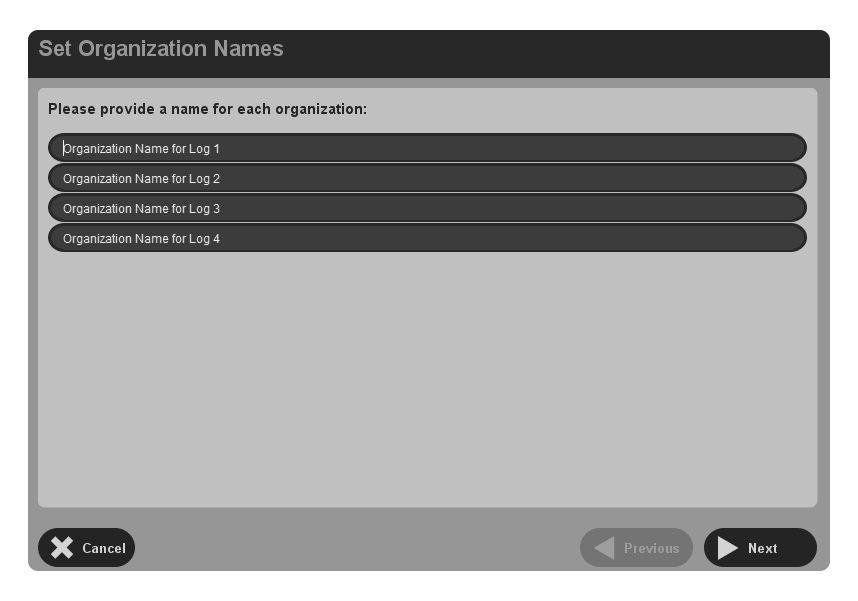 Set Organization Names
Please provide a name for each organization:
Organization Name for Log 1
Organization Name for Log 2
Organization Name for Log 3
Organization Name for Log 4
Cancel
Previous
Next